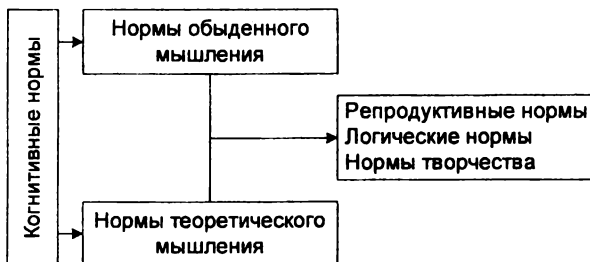 Когнитивные нормы
Нормы обыденного
мышления
Репродуктивные нормы
Логические нормы
Нормы творчества
Нормы теоретического
мышления